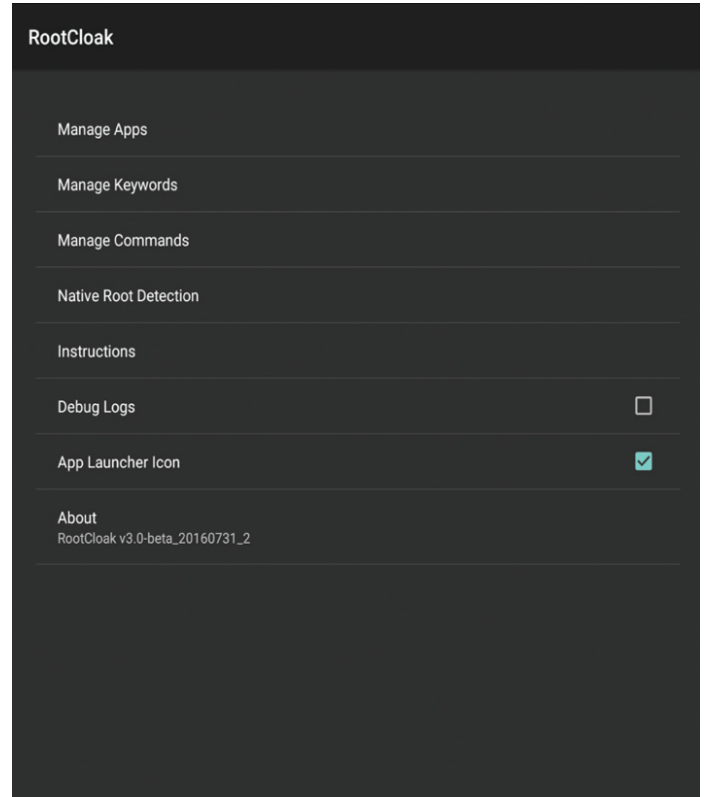 RootCloak
Manage Apps
Manage Keywords
Manage Commands
Native Root Detection
Instructions
Debug Logs
App Launcher Icon
About
RootCloak v3.0-beta_20160731_2